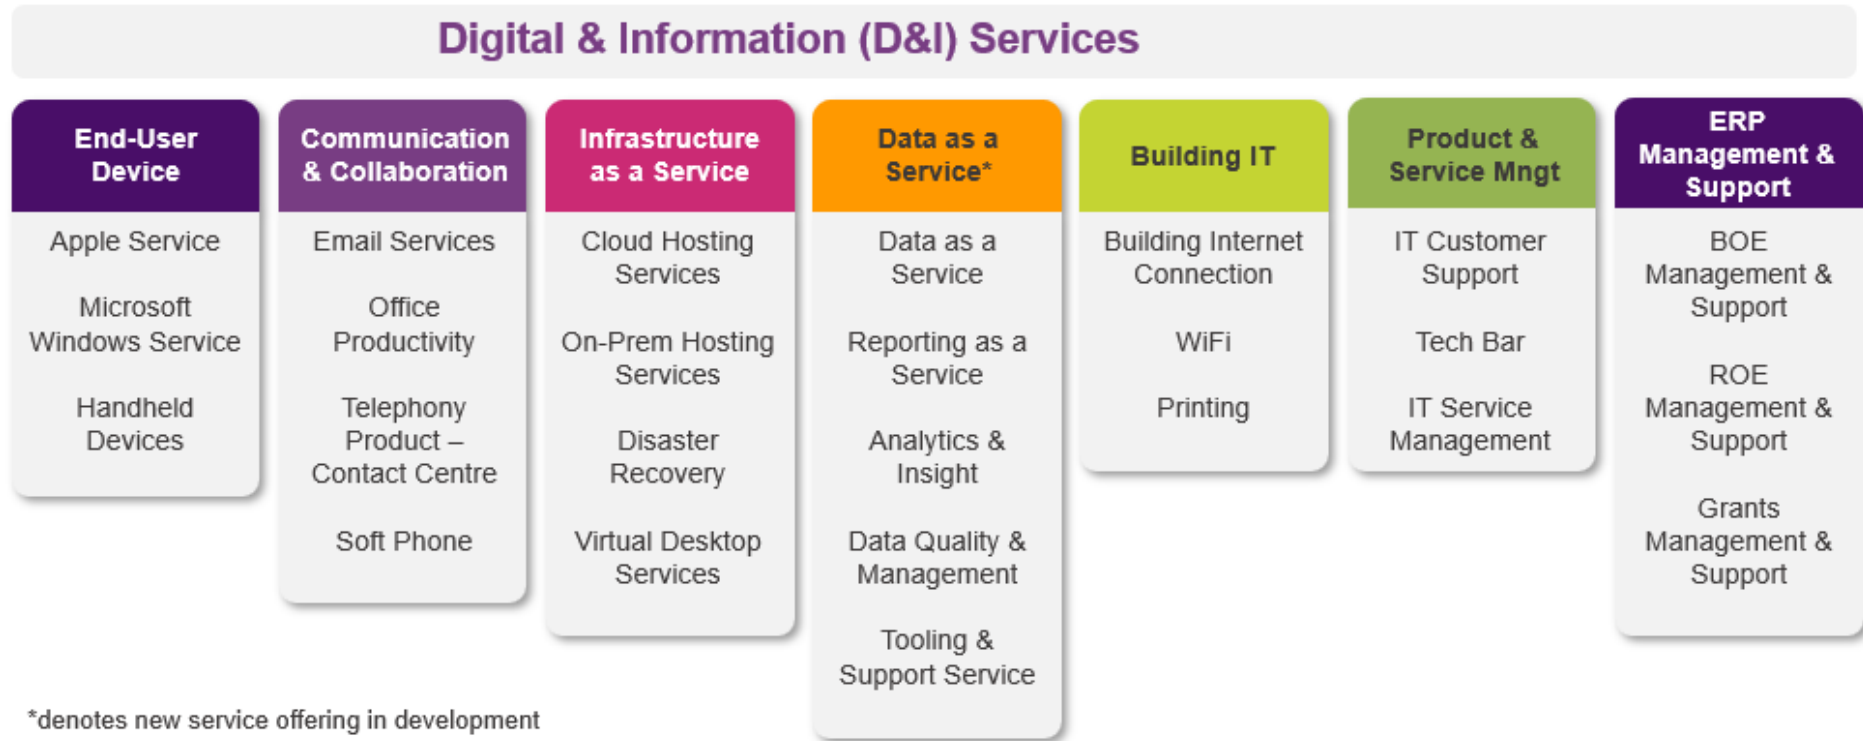 Digital & Information (D&I) Services
End-User
Device
Apple Service
Microsoft
Windows Service
Handheld
Devices
Communication
& Collaboration
Email Services
Office
Productivity
Telephony
Product –
Contact Centre
Soft Phone
Infrastructure
as a Service
Cloud Hosting
Services
On-Prem Hosting
Services
Disaster
Recovery
Virtual Desktop
Services
Data as a
Service*
Data as a
Service
Reporting as a
Service
Analytics &
Insight
Data Quality &
Management
Tooling &
Support Service
Building IT
Building Internet
Connection
WiFi
Printing
Product &
Service Mngt
IT Customer
Support
Tech Bar
IT Service
Management
ERP
Management &
Support
BOE
Management &
Support
ROE
Management &
Support
Grants
Management &
Support
*denotes new service offering in development